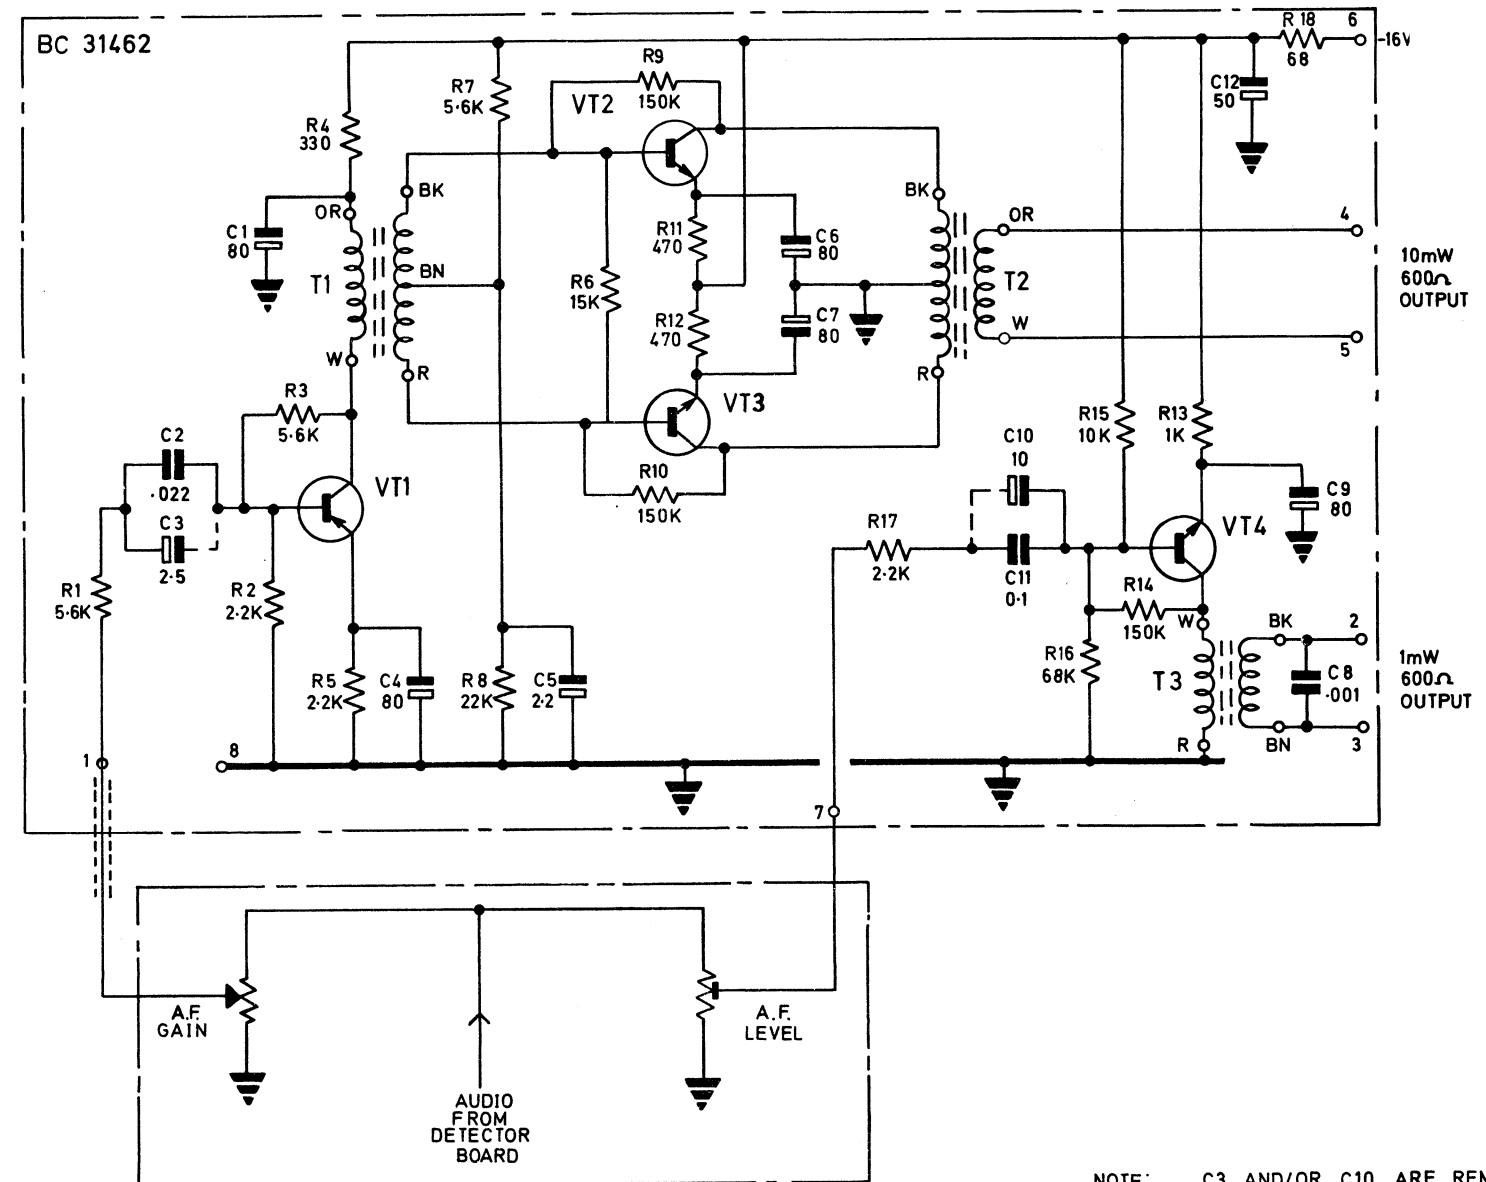 BC 31462
R 18
68
6
-16V
C12
50
R7
5·6K
R9
150K
VT2
R4
330
BK
BK
OR
C1
80
T1
BN
R11
470
C6
80
R6
15K
R12
470
C7
80
OR
T2
W
4
5
10mW
600Ω
OUTPUT
W
R
R
R3
5·6K
VT3
C2
·022
C3
2·5
VT1
R10
150K
R15
10K
R13
1K
C10
10
C9
80
R17
2·2K
C11
0·1
VT4
R1
5·6K
R2
2·2K
R14
150K
W
BK
2
R5
2·2K
C4
80
R8
22K
C5
2·2
R16
68K
T3
C8
·001
1mW
600Ω
OUTPUT
R
BN
3
1
8
7
A.F.
GAIN
A.F.
LEVEL
AUDIO
FROM
DETECTOR
BOARD
NOTE: C3 AND/OR C10 ARE